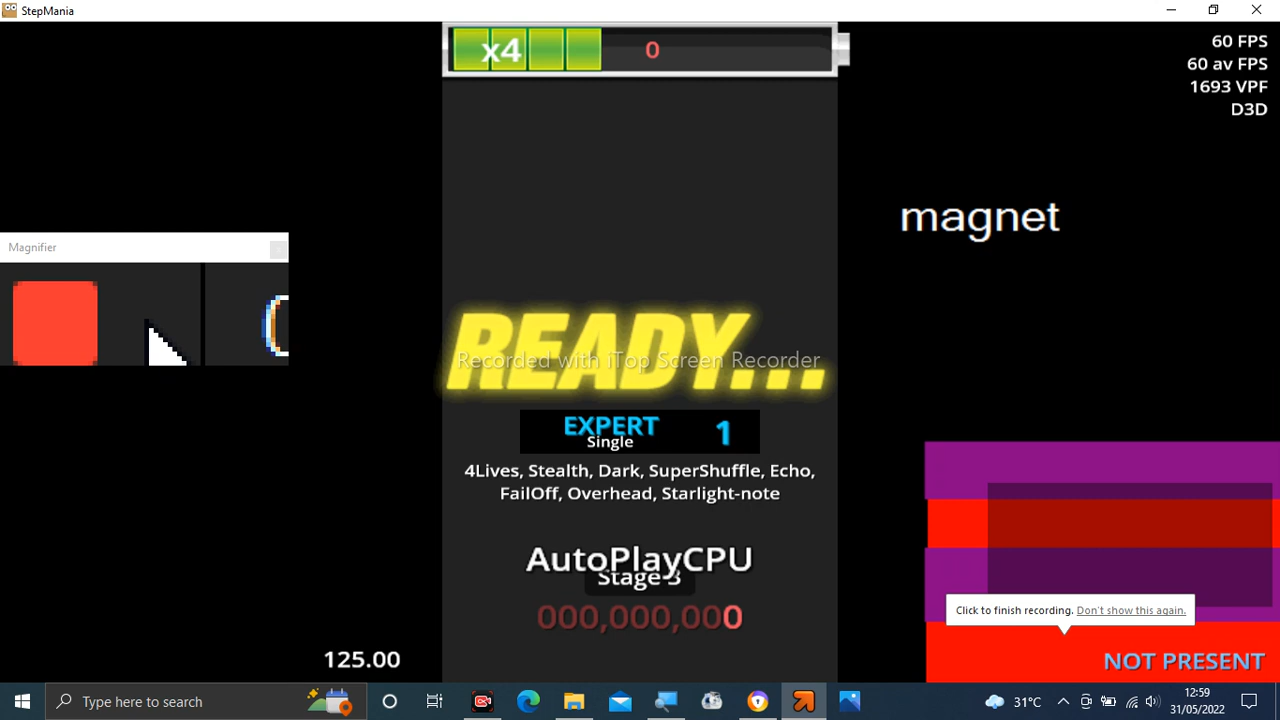 StepMania
x4
0
60 FPS
60 av FPS
1693 VPF
D3D
magnet
Magnifier
READY...
Recorded with iTop Screen Recorder
EXPERT 1
Single
4Lives, Stealth, Dark, SuperShuffle, Echo,
FailOff, Overhead, Starlight-note
AutoPlayCPU
Stage 3
000,000,000
Click to finish recording. Don't show this again.
125.00
NOT PRESENT
Type here to search
31°C
12:59
31/05/2022